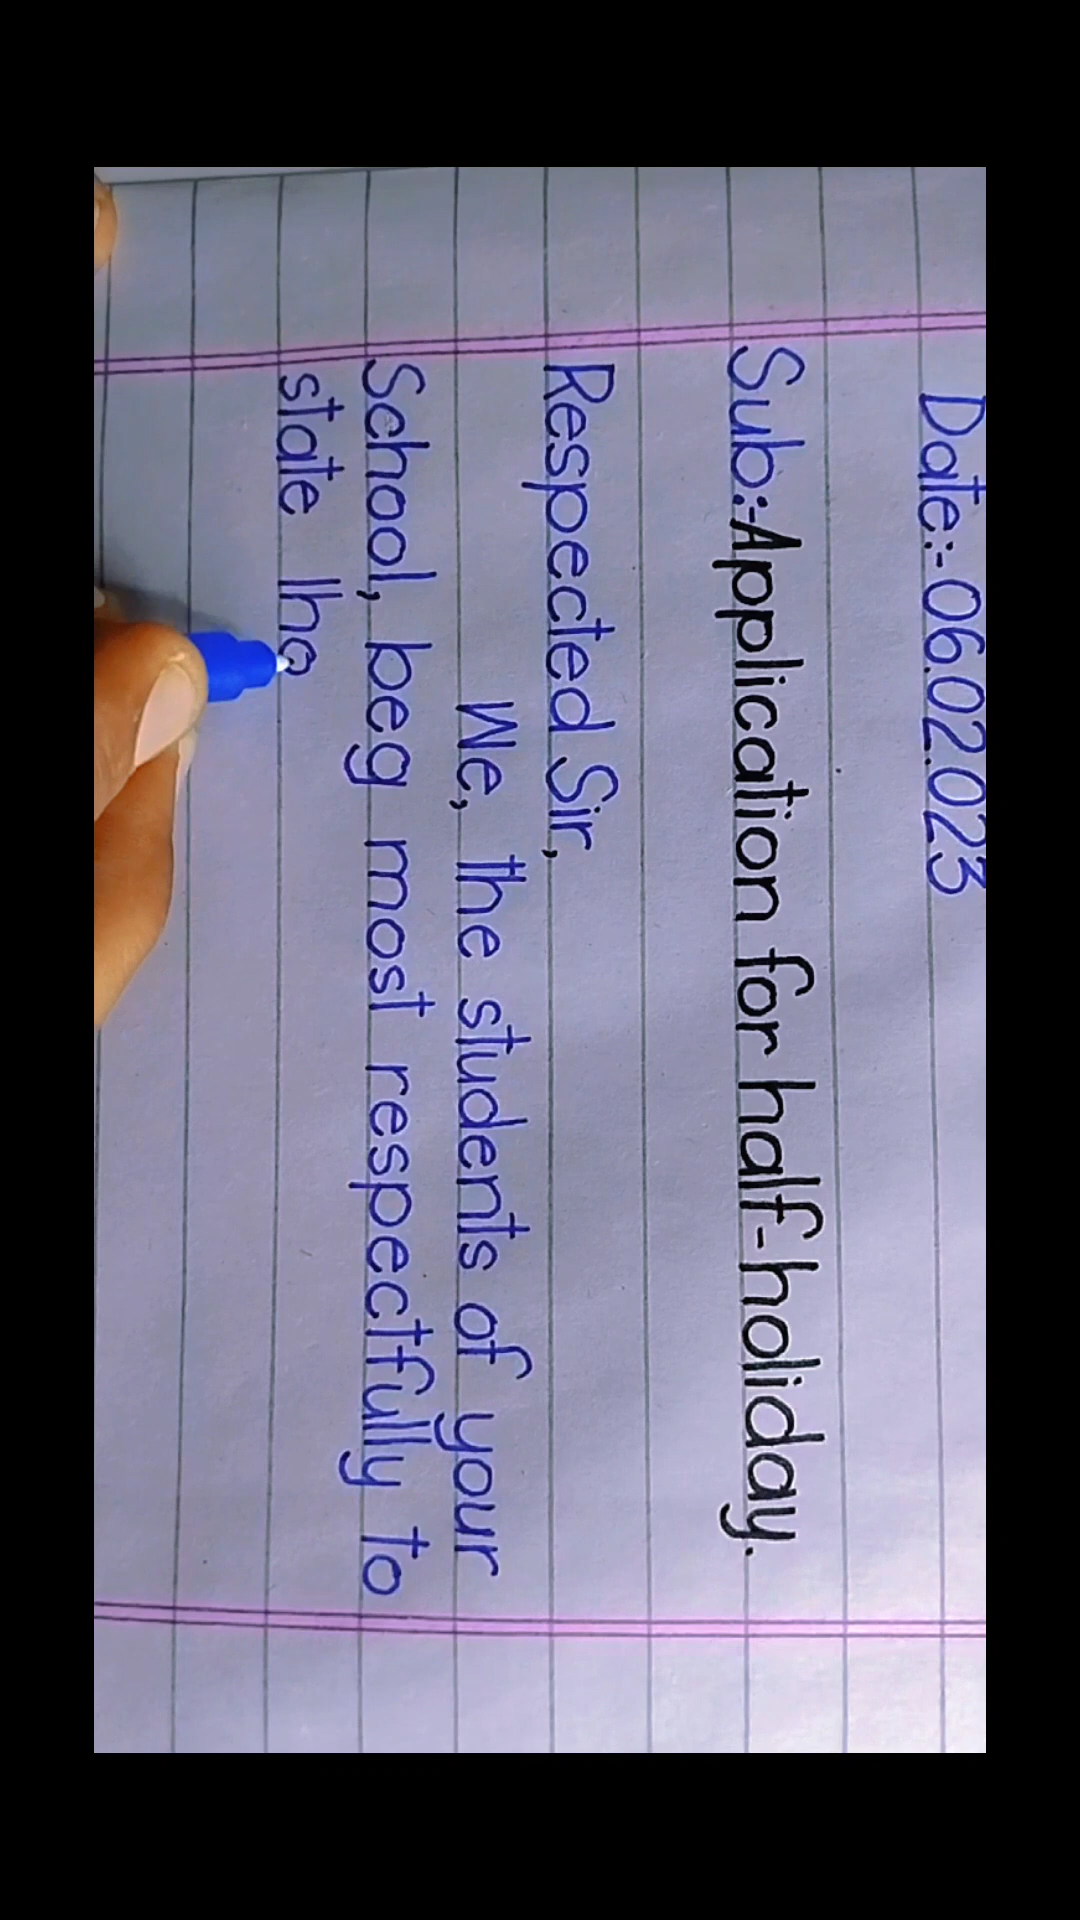 Date:-06.02.023
Sub:-Application for half-holiday.
Respected Sir,
We, the students of your
School, beg most respectfully to
state tha